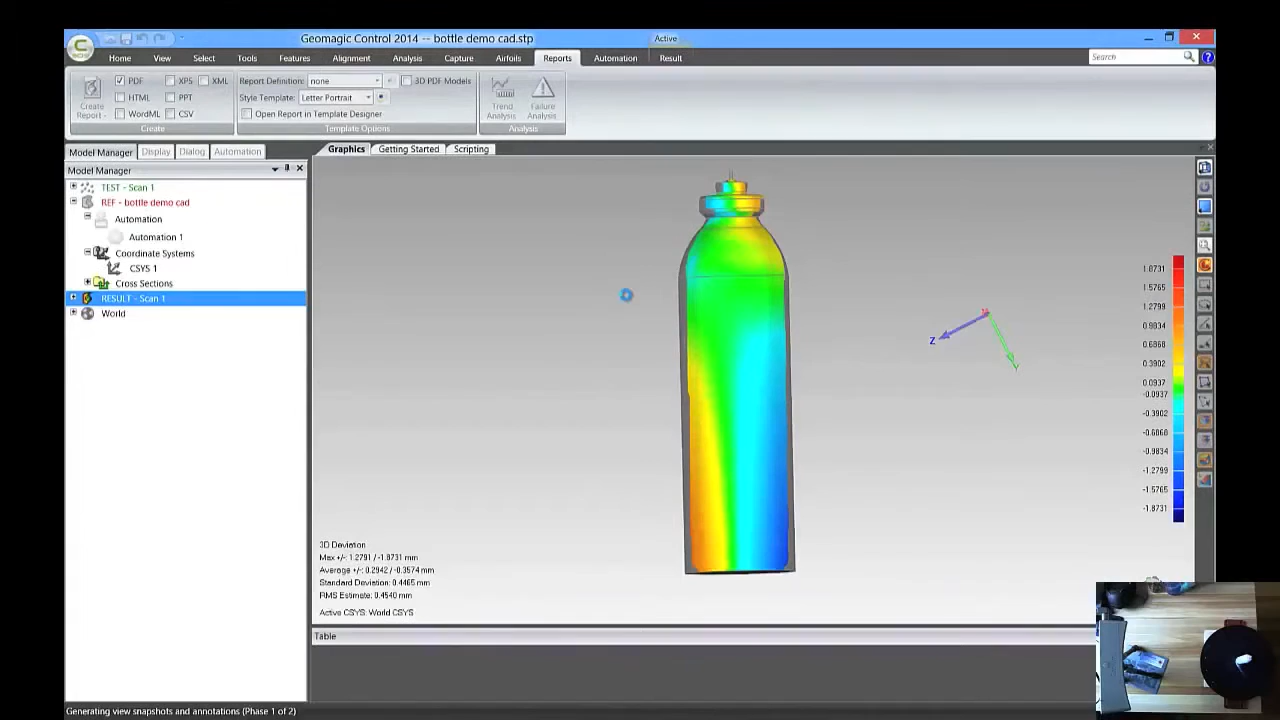 Geomagic Control 2014 -- bottle demo cad.stp
Active
Home View Select Tools Features Alignment Analysis Capture Airfoils Reports Automation Result
Search
Create Report
PDF XPS XML
HTML PPT
WordML CSV
Create
Report Definition: none 3D PDF Models
Style Template: Letter Portrait
Open Report in Template Designer
Template Options
Trend Analysis
Failure Analysis
Analysis
Model Manager Display Dialog Automation
Graphics Getting Started Scripting
Model Manager
TEST - Scan 1
REF - bottle demo cad
Automation
Automation 1
Coordinate Systems
CSYS 1
Cross Sections
RESULT - Scan 1
World
Z
1.8731
1.5765
1.2799
0.9834
0.6868
0.3902
0.0937
-0.0937
-0.3902
-0.6868
-0.9834
-1.2799
-1.5765
-1.8731
3D Deviation
Max +/-: 1.2791 / -1.8731 mm
Average +/-: 0.2942 / -0.3574 mm
Standard Deviation: 0.4465 mm
RMS Estimate: 0.4540 mm
Active CSYS: World CSYS
Table
Generating view snapshots and annotations (Phase 1 of 2)